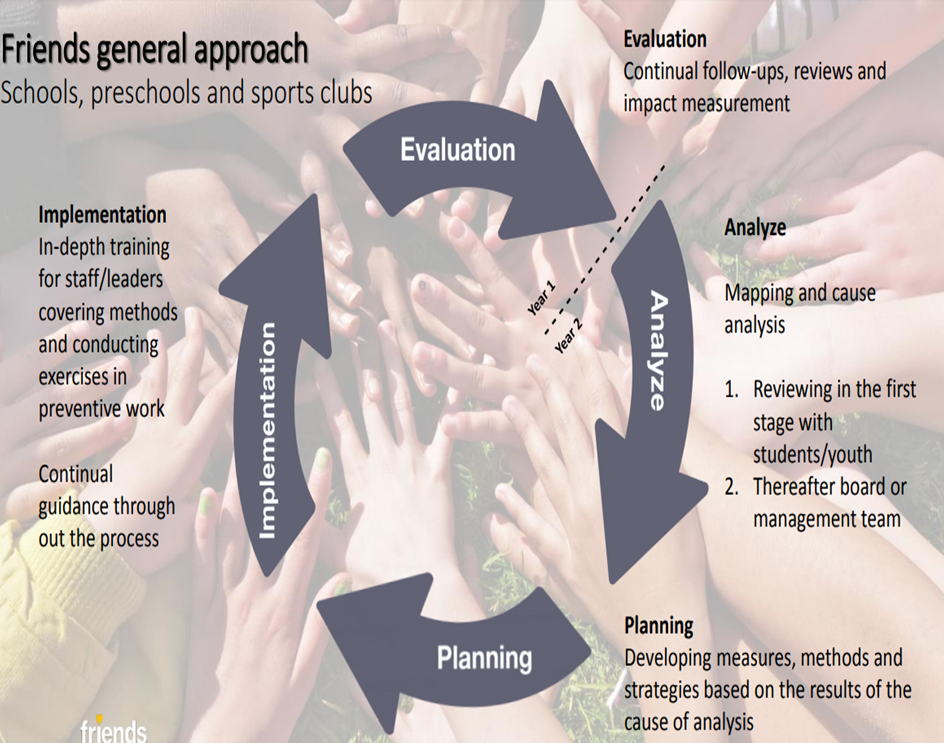 Friends general approach
Schools, preschools and sports clubs
Evaluation
Continual follow-ups, reviews and
impact measurement
Evaluation
Implementation
In-depth training
for staff/leaders
covering methods
and conducting
exercises in
preventive work
Continual
guidance through
out the process
Implementation
Year 1
Year 2
Analyze
Analyze
Mapping and cause
analysis
1. Reviewing in the first
stage with
students/youth
2. Thereafter board or
management team
Planning
Planning
Developing measures, methods and
strategies based on the results of the
cause of analysis
friends